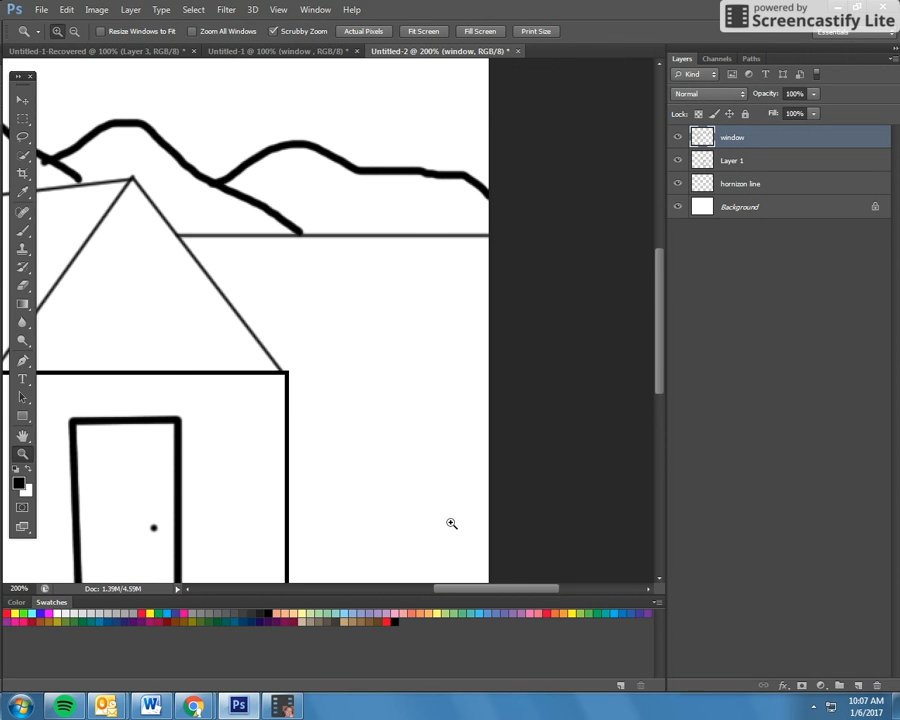 Ps File Edit Image Layer Type Select Filter 3D View Window Help
powered by
Screencastify Lite
Resize Windows to Fit Zoom All Windows Scrubby Zoom Actual Pixels Fit Screen Fill Screen Print Size
Untitled-1-Recovered @ 100% (Layer 3, RGB/8) * × Untitled-1 @ 100% (window , RGB/8) * × Untitled-2 @ 200% (window, RGB/8) * ×
Layers Channels Paths
Kind
Normal Opacity: 100%
Lock: Fill: 100%
window
Layer 1
hornizon line
Background
200% Doc: 1.39M/4.59M
Color Swatches
fx
10:07 AM
1/6/2017